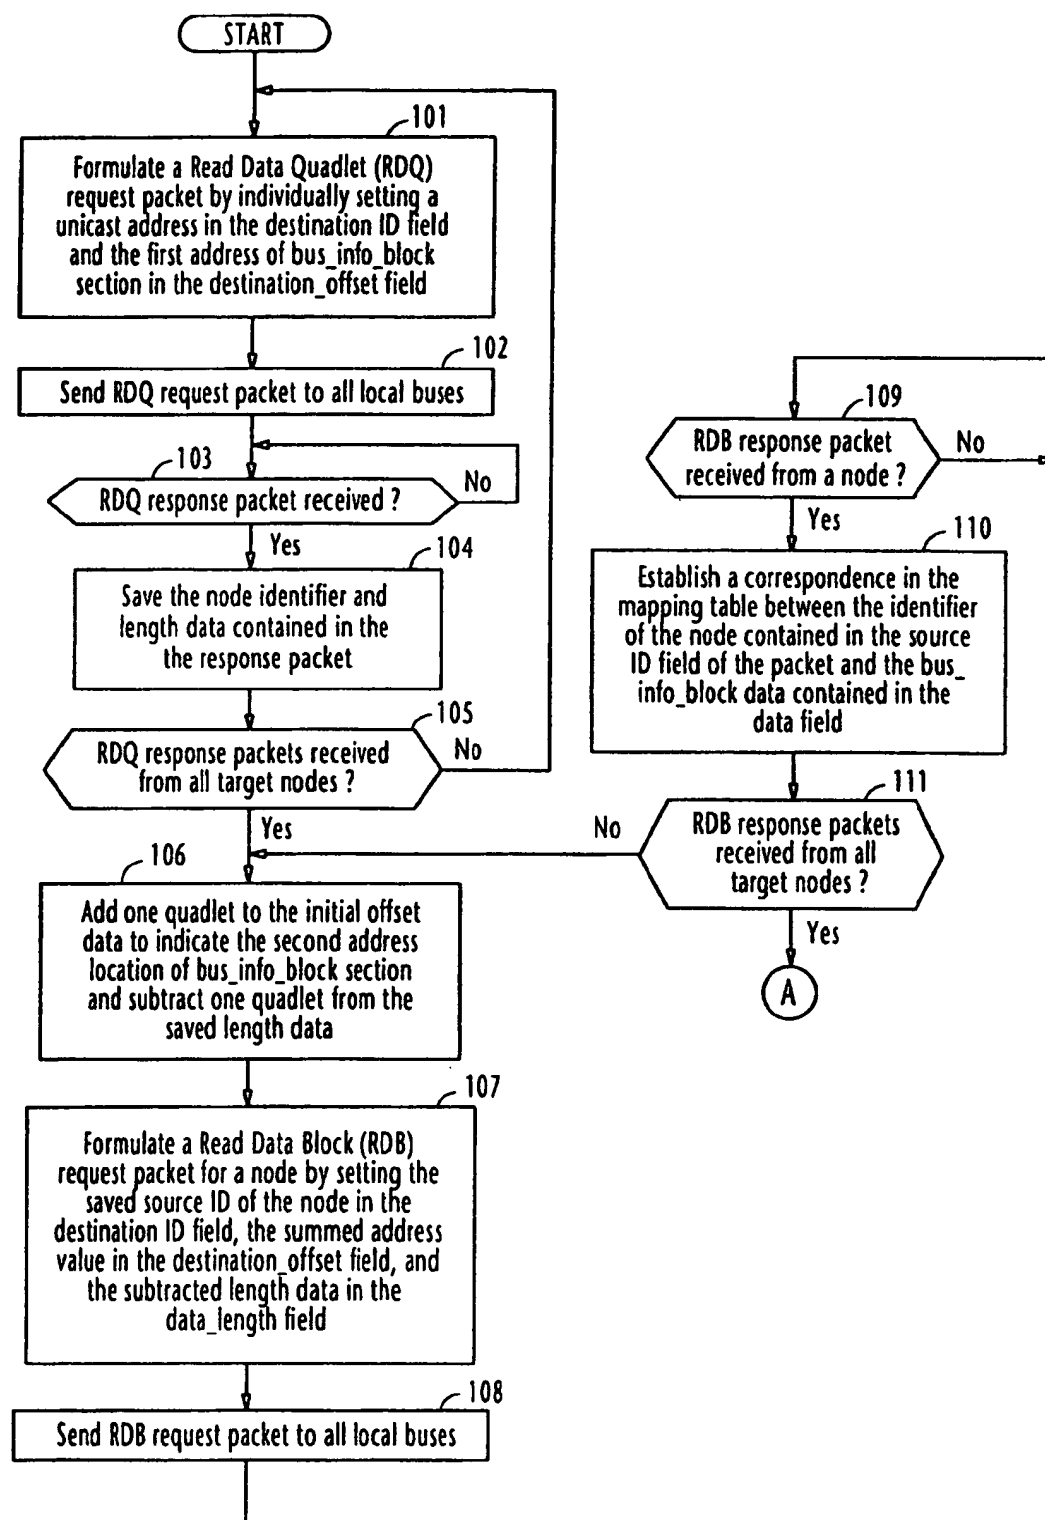 START
101
Formulate a Read Data Quadlet (RDQ)
request packet by individually setting a
unicast address in the destination ID field
and the first address of bus_info_block
section in the destination_offset field
102
Send RDQ request packet to all local buses
103
RDQ response packet received ?
No
Yes
104
Save the node identifier and
length data contained in the
the response packet
105
RDQ response packets received
from all target nodes ?
No
Yes
106
Add one quadlet to the initial offset
data to indicate the second address
location of bus_info_block section
and subtract one quadlet from the
saved length data
107
Formulate a Read Data Block (RDB)
request packet for a node by setting the
saved source ID of the node in the
destination ID field, the summed address
value in the destination_offset field, and
the subtracted length data in the
data_length field
108
Send RDB request packet to all local buses
109
RDB response packet
received from a node ?
No
Yes
110
Establish a correspondence in the
mapping table between the identifier
of the node contained in the source
ID field of the packet and the bus_
info_block data contained in the
data field
111
RDB response packets
received from all
target nodes ?
No
Yes
A